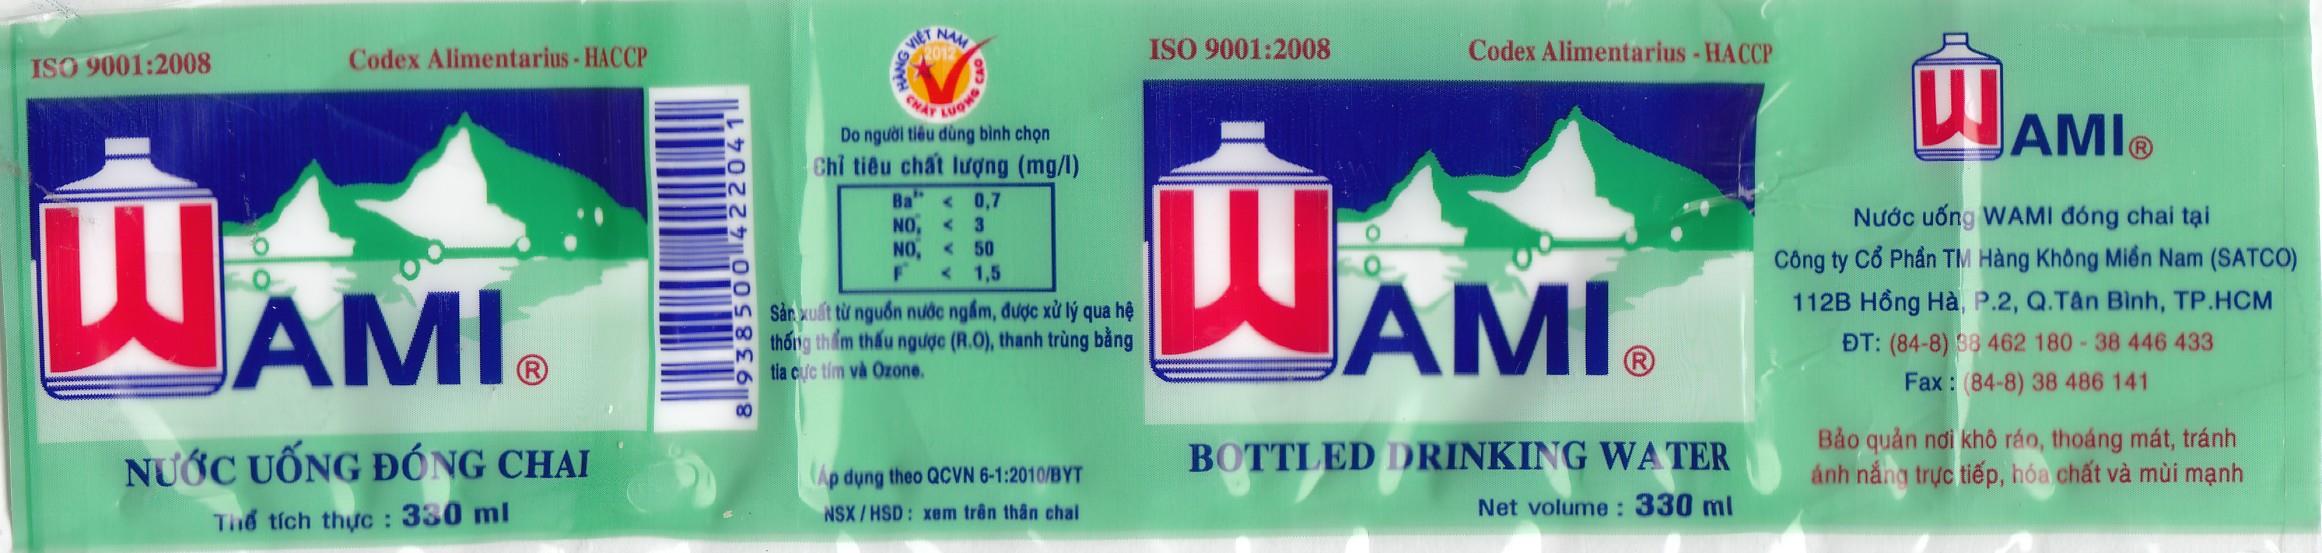 ISO 9001:2008
Codex Alimentarius - HACCP
WAMI®
NƯỚC UỐNG ĐÓNG CHAI
Thể tích thực : 330 ml
8938500422041
HÀNG VIỆT NAM
2012
CHẤT LƯỢNG CAO
Do người tiêu dùng bình chọn
Chỉ tiêu chất lượng (mg/l)
Ba²⁺ < 0,7
NO₂⁻ < 3
NO₃⁻ < 50
F⁻ < 1,5
Sản xuất từ nguồn nước ngầm, được xử lý qua hệ
thống thẩm thấu ngược (R.O), thanh trùng bằng
tia cực tím và Ozone.
Áp dụng theo QCVN 6-1:2010/BYT
NSX / HSD : xem trên thân chai
ISO 9001:2008
Codex Alimentarius - HACCP
WAMI®
BOTTLED DRINKING WATER
Net volume : 330 ml
WAMI®
Nước uống WAMI đóng chai tại
Công ty Cổ Phần TM Hàng Không Miền Nam (SATCO)
112B Hồng Hà, P.2, Q.Tân Bình, TP.HCM
ĐT: (84-8) 38 462 180 - 38 446 433
Fax : (84-8) 38 486 141
Bảo quản nơi khô ráo, thoáng mát, tránh
ánh nắng trực tiếp, hóa chất và mùi mạnh